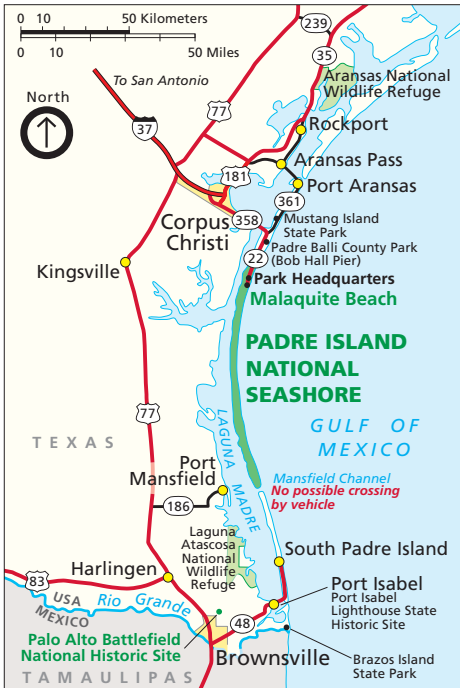 0 10 50 Kilometers
0 10 50 Miles
239
35
To San Antonio
Aransas National
Wildlife Refuge
77
North
37
Rockport
Aransas Pass
181
Port Aransas
361
Corpus
Christi
358
Mustang Island
State Park
Padre Balli County Park
(Bob Hall Pier)
22
Kingsville
Park Headquarters
Malaquite Beach
PADRE ISLAND
NATIONAL
SEASHORE
77
LAGUNA
MADRE
GULF OF
MEXICO
TEXAS
Port
Mansfield
Mansfield Channel
No possible crossing
by vehicle
186
Laguna
Atascosa
National
Wildlife
Refuge
South Padre Island
Harlingen
83
USA
MEXICO
Rio Grande
Port Isabel
Port Isabel
Lighthouse State
Historic Site
48
Palo Alto Battlefield
National Historic Site
Brownsville
Brazos Island
State Park
TAMAULIPAS